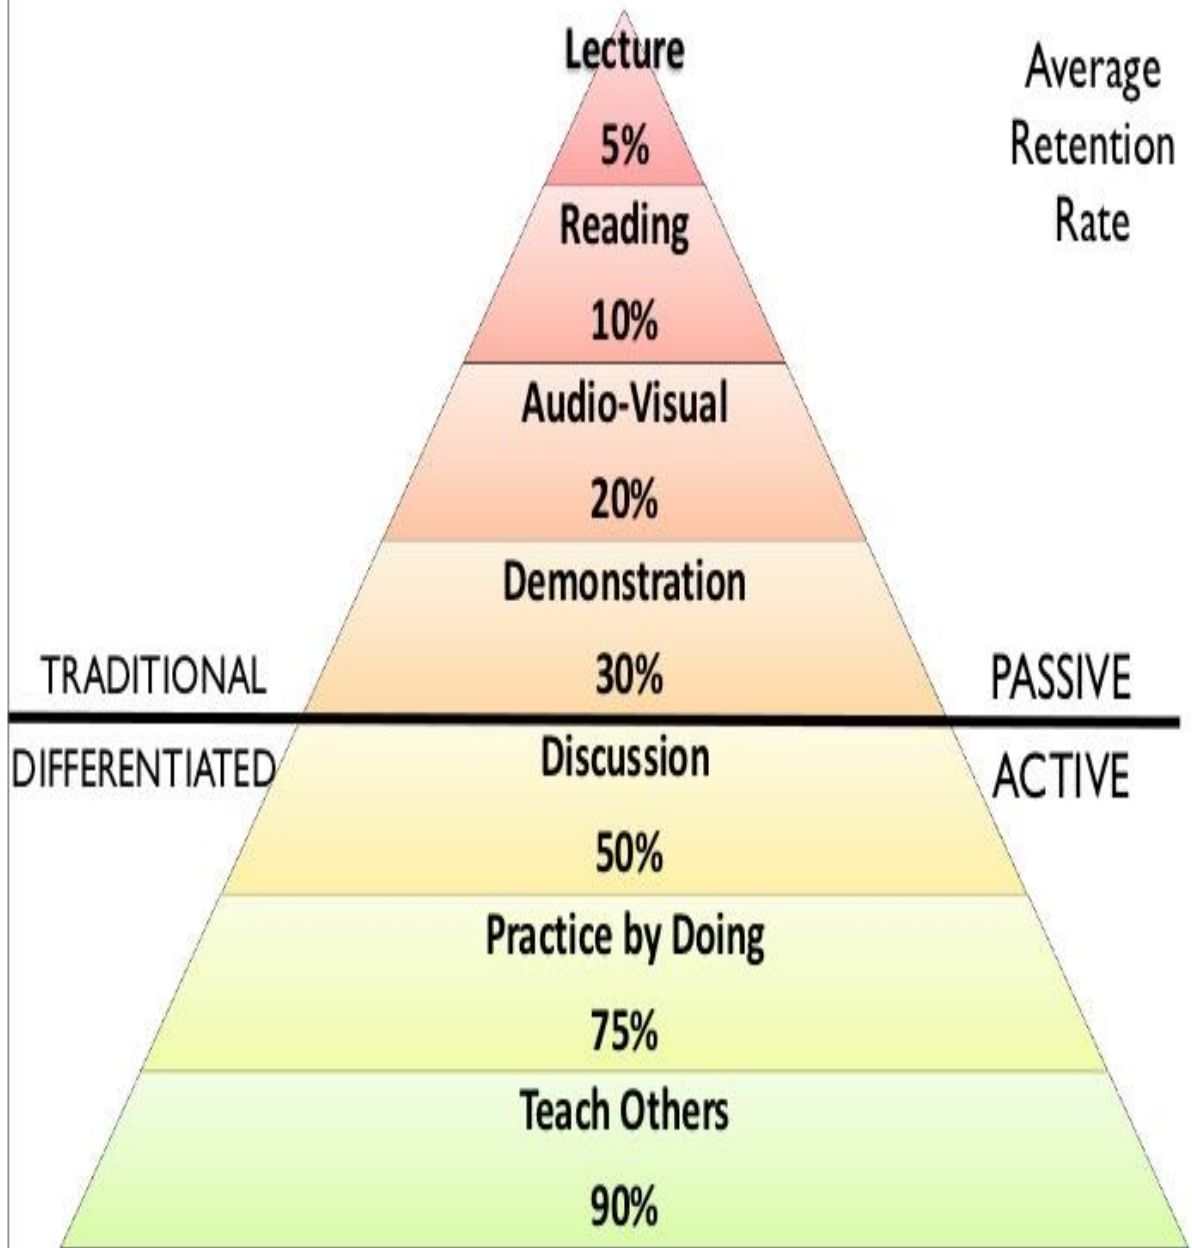 Lecture
5%
Average
Retention
Rate
Reading
10%
Audio-Visual
20%
Demonstration
30%
TRADITIONAL
PASSIVE
DIFFERENTIATED
ACTIVE
Discussion
50%
Practice by Doing
75%
Teach Others
90%